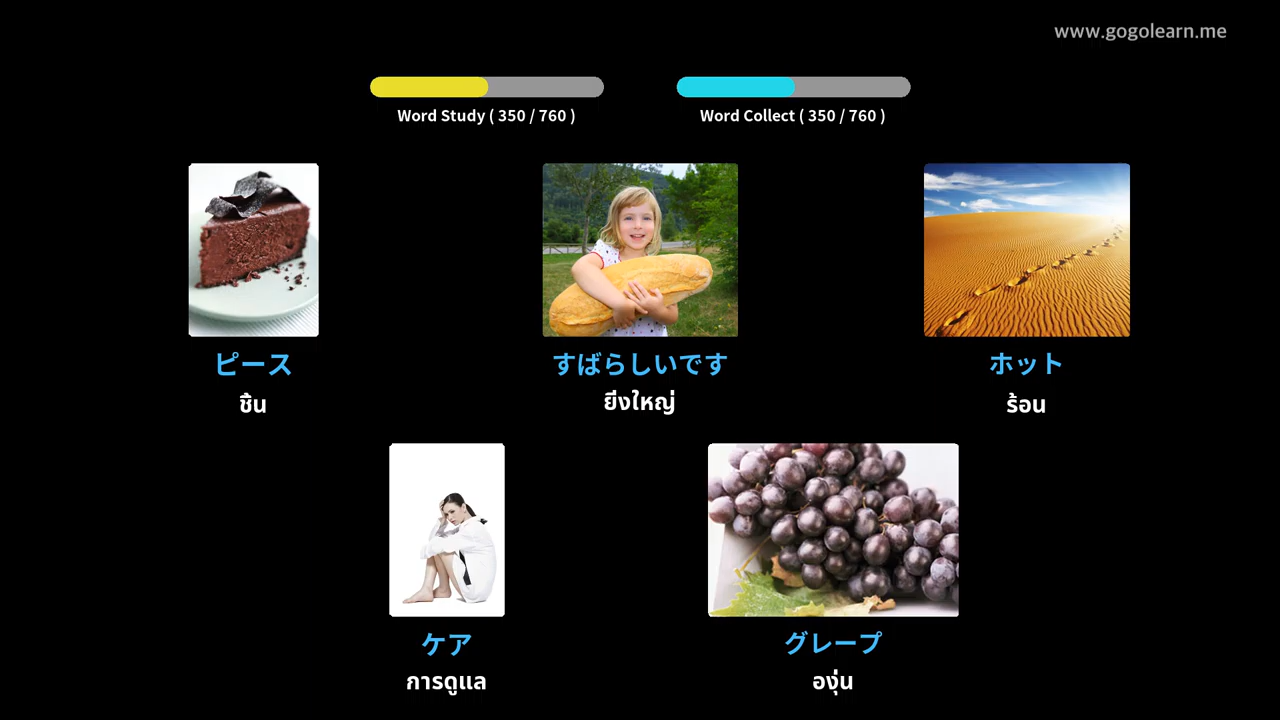 www.gogolearn.me
Word Study ( 350 / 760 )
Word Collect ( 350 / 760 )
ピース
ชิ้น
すばらしいです
ยิ่งใหญ่
ホット
ร้อน
ケア
การดูแล
グレープ
องุ่น